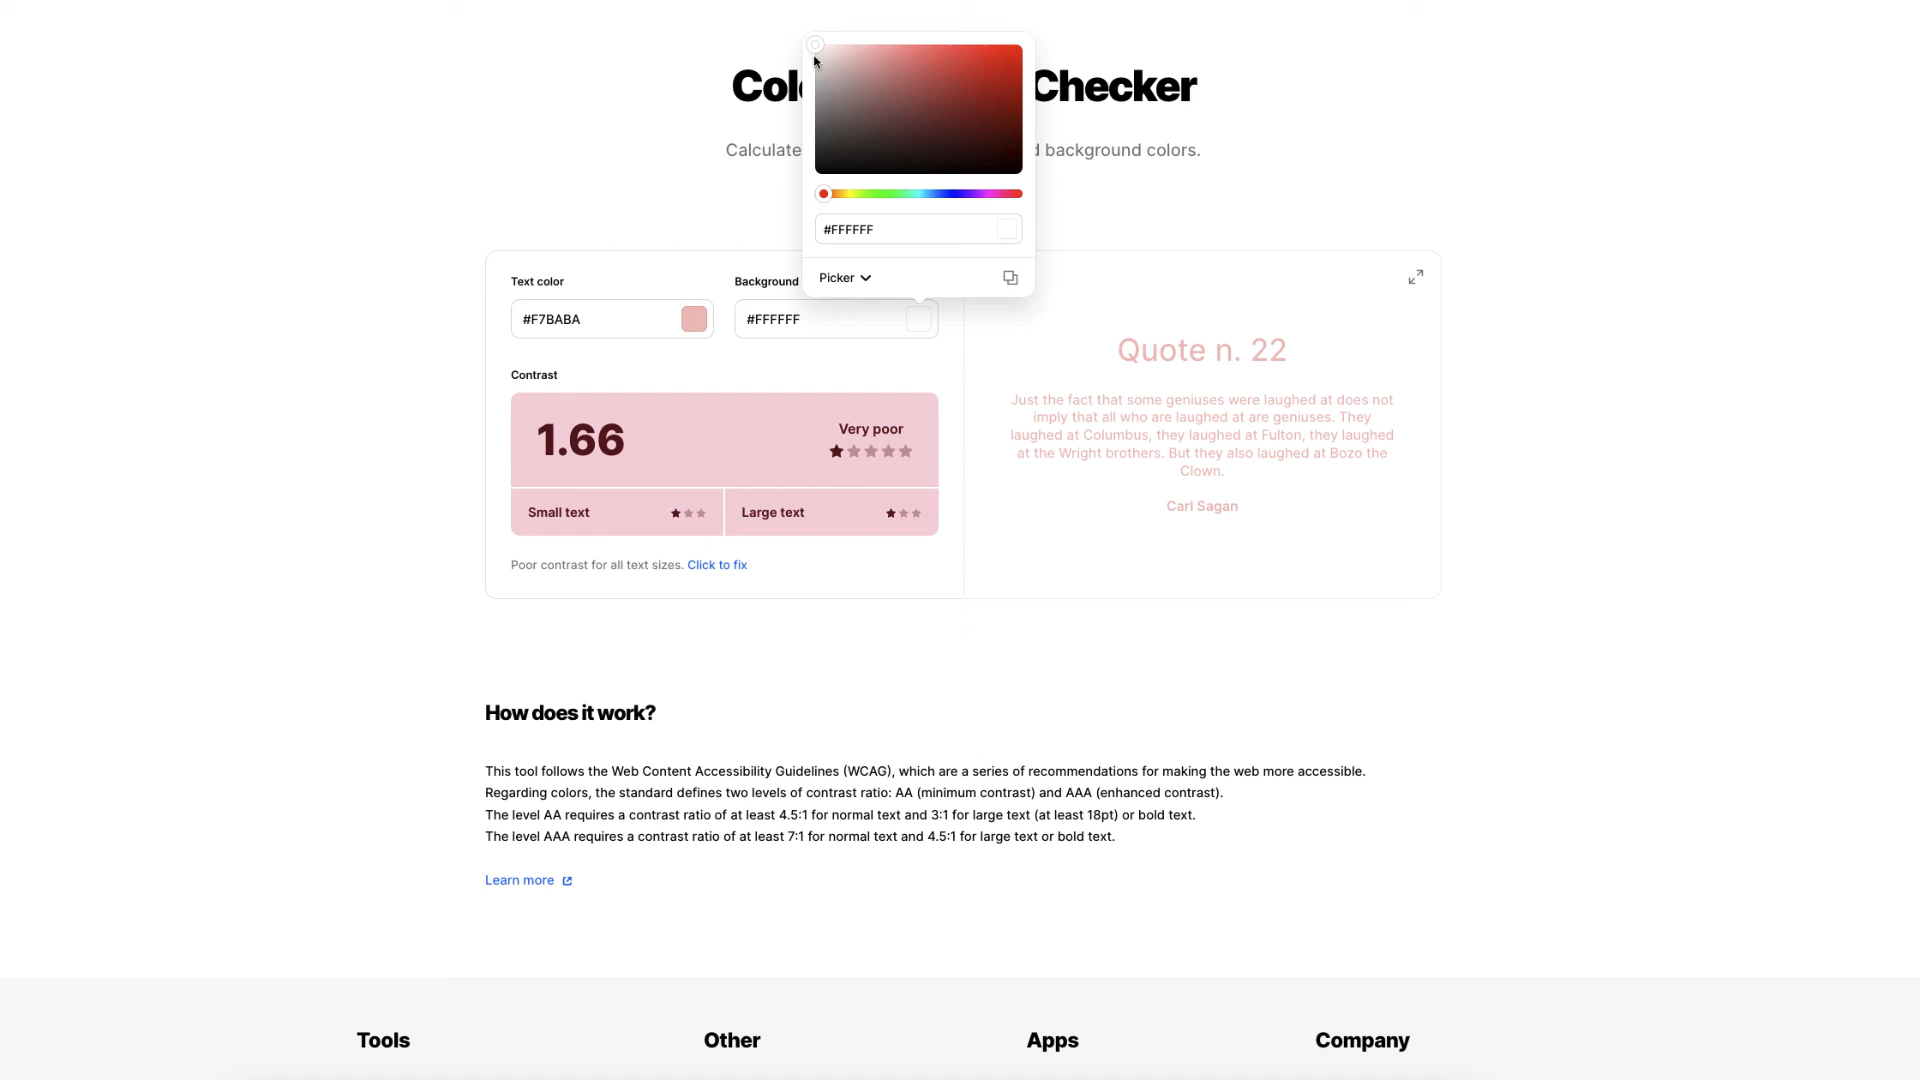 Col Checker
Calculate d background colors.
#FFFFFF
Picker
Text color
Background
#F7BABA
#FFFFFF
Contrast
1.66
Very poor
Small text
Large text
Poor contrast for all text sizes. Click to fix
Quote n. 22
Just the fact that some geniuses were laughed at does not
imply that all who are laughed at are geniuses. They
laughed at Columbus, they laughed at Fulton, they laughed
at the Wright brothers. But they also laughed at Bozo the
Clown.
Carl Sagan
How does it work?
This tool follows the Web Content Accessibility Guidelines (WCAG), which are a series of recommendations for making the web more accessible.
Regarding colors, the standard defines two levels of contrast ratio: AA (minimum contrast) and AAA (enhanced contrast).
The level AA requires a contrast ratio of at least 4.5:1 for normal text and 3:1 for large text (at least 18pt) or bold text.
The level AAA requires a contrast ratio of at least 7:1 for normal text and 4.5:1 for large text or bold text.
Learn more
Tools
Other
Apps
Company